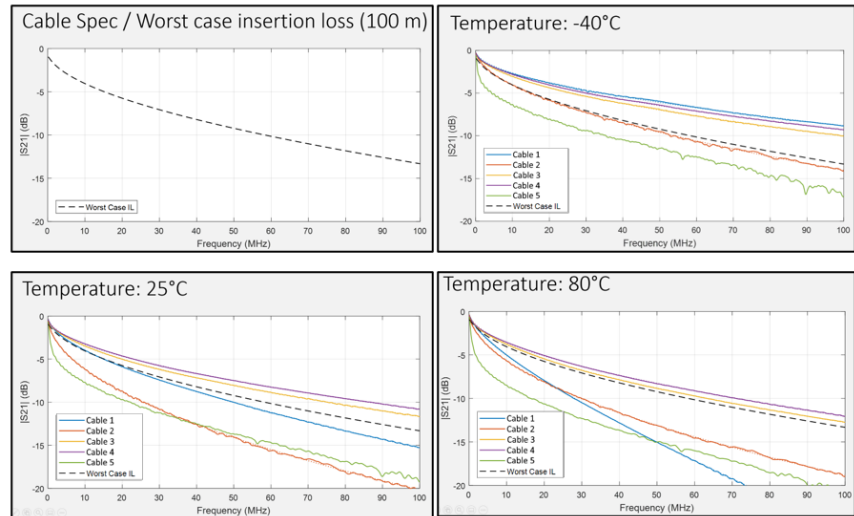 Cable Spec / Worst case insertion loss (100 m)
0
-5
-10
-15
-20
|S21| (dB)
Worst Case IL
0 10 20 30 40 50 60 70 80 90 100
Frequency (MHz)
Temperature: -40°C
0
-5
-10
-15
-20
|S21| (dB)
Cable 1
Cable 2
Cable 3
Cable 4
Cable 5
Worst Case IL
0 10 20 30 40 50 60 70 80 90 100
Frequency (MHz)
Temperature: 25°C
0
-5
-10
-15
-20
|S21| (dB)
Cable 1
Cable 2
Cable 3
Cable 4
Cable 5
Worst Case IL
0 10 20 30 40 50 60 70 80 90 100
Frequency (MHz)
Temperature: 80°C
0
-5
-10
-15
-20
|S21| (dB)
Cable 1
Cable 2
Cable 3
Cable 4
Cable 5
Worst Case IL
0 10 20 30 40 50 60 70 80 90 100
Frequency (MHz)